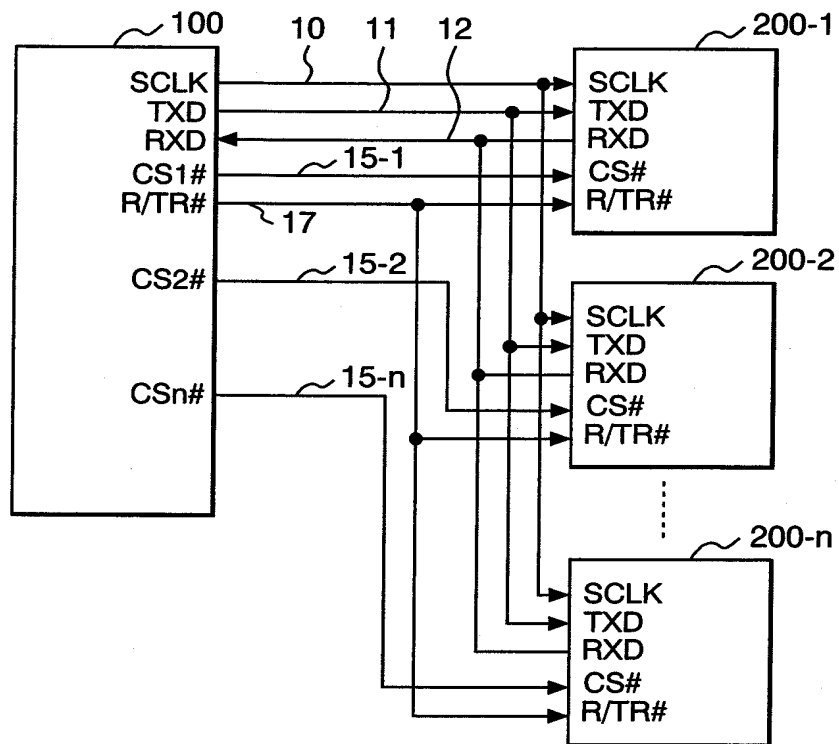 100
10
11
12
200-1
SCLK
TXD
RXD
CS1#
R/TR#
CS2#
CSn#
15-1
17
15-2
15-n
SCLK
TXD
RXD
CS#
R/TR#
200-2
SCLK
TXD
RXD
CS#
R/TR#
200-n
SCLK
TXD
RXD
CS#
R/TR#